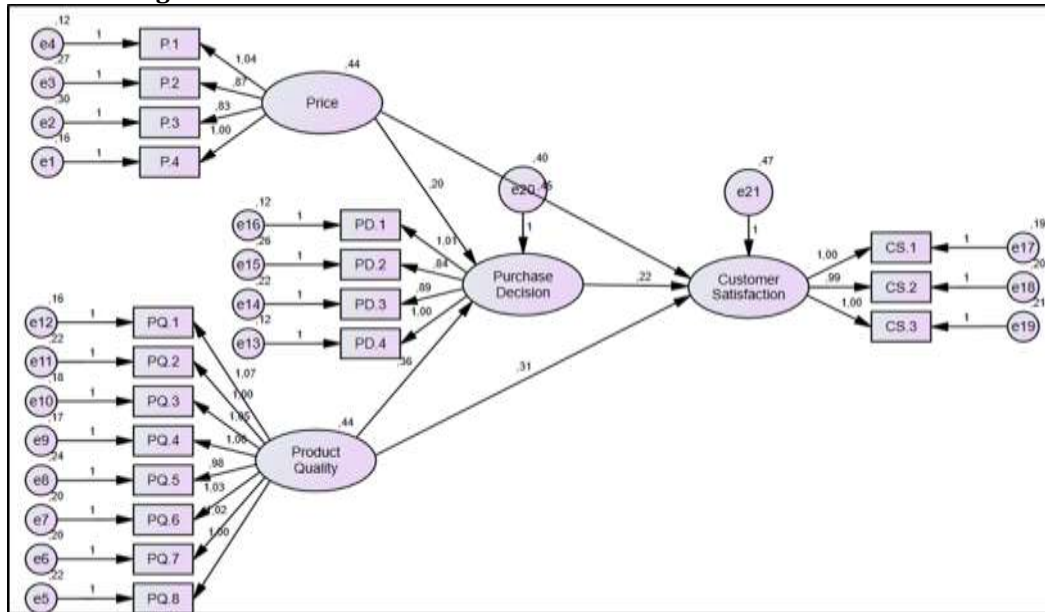 .12
e4 1 P.1
.27
e3 1 P.2
.30
e2 1 P.3
.16
e1 1 P.4
1,04
,87
,83
1,00
.44
Price
,20
,45
.40
e20
1
.47
e21
1
.12
e16 1 PD.1
.26
e15 1 PD.2
.22
e14 1 PD.3
.12
e13 1 PD.4
1,01
,84
,89
1,00
Purchase
Decision
,22
Customer
Satisfaction
1,00
,99
1,00
.19
CS.1 1 e17
.20
CS.2 1 e18
.21
CS.3 1 e19
,36
,31
.16
e12 1 PQ.1
.22
e11 1 PQ.2
.18
e10 1 PQ.3
.17
e9 1 PQ.4
.24
e8 1 PQ.5
.20
e7 1 PQ.6
.20
e6 1 PQ.7
.22
e5 1 PQ.8
1,07
1,00
1,05
1,06
,98
1,03
1,02
1,00
.44
Product
Quality